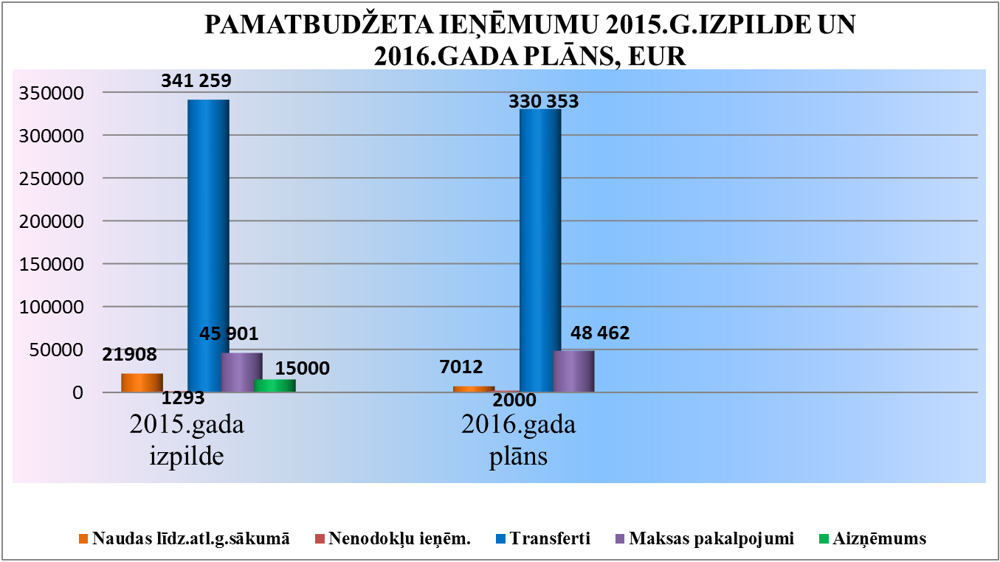 PAMATBUDŽETA IEŅĒMUMU 2015.G.IZPILDE UN
2016.GADA PLĀNS, EUR
350000
300000
250000
200000
150000
100000
50000
0
341 259
330 353
45 901
48 462
21908
15000
7012
1293
2000
2015.gada
izpilde
2016.gada
plāns
Naudas līdz.atl.g.sākumā
Nenodokļu ieņēm.
Transferti
Maksas pakalpojumi
Aizņēmums